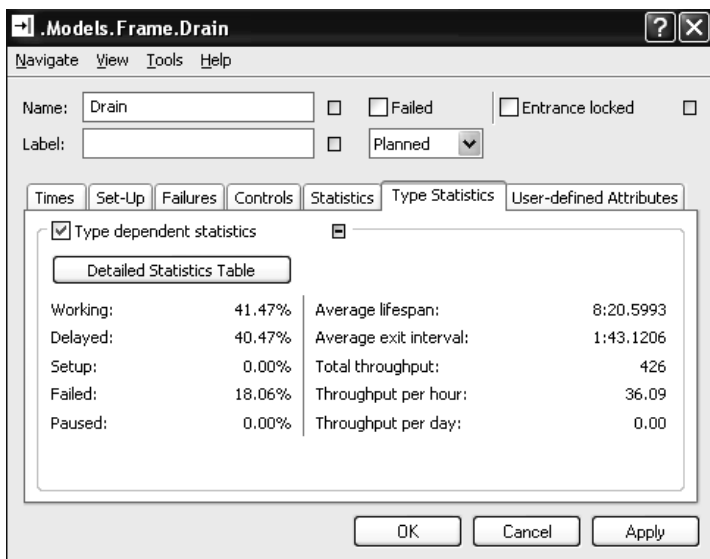 .Models.Frame.Drain
Navigate View Tools Help
Name: Drain Failed Entrance locked
Label: Planned
Times Set-Up Failures Controls Statistics Type Statistics User-defined Attributes
Type dependent statistics
Detailed Statistics Table
Working: 41.47% Average lifespan: 8:20.5993
Delayed: 40.47% Average exit interval: 1:43.1206
Setup: 0.00% Total throughput: 426
Failed: 18.06% Throughput per hour: 36.09
Paused: 0.00% Throughput per day: 0.00
OK Cancel Apply